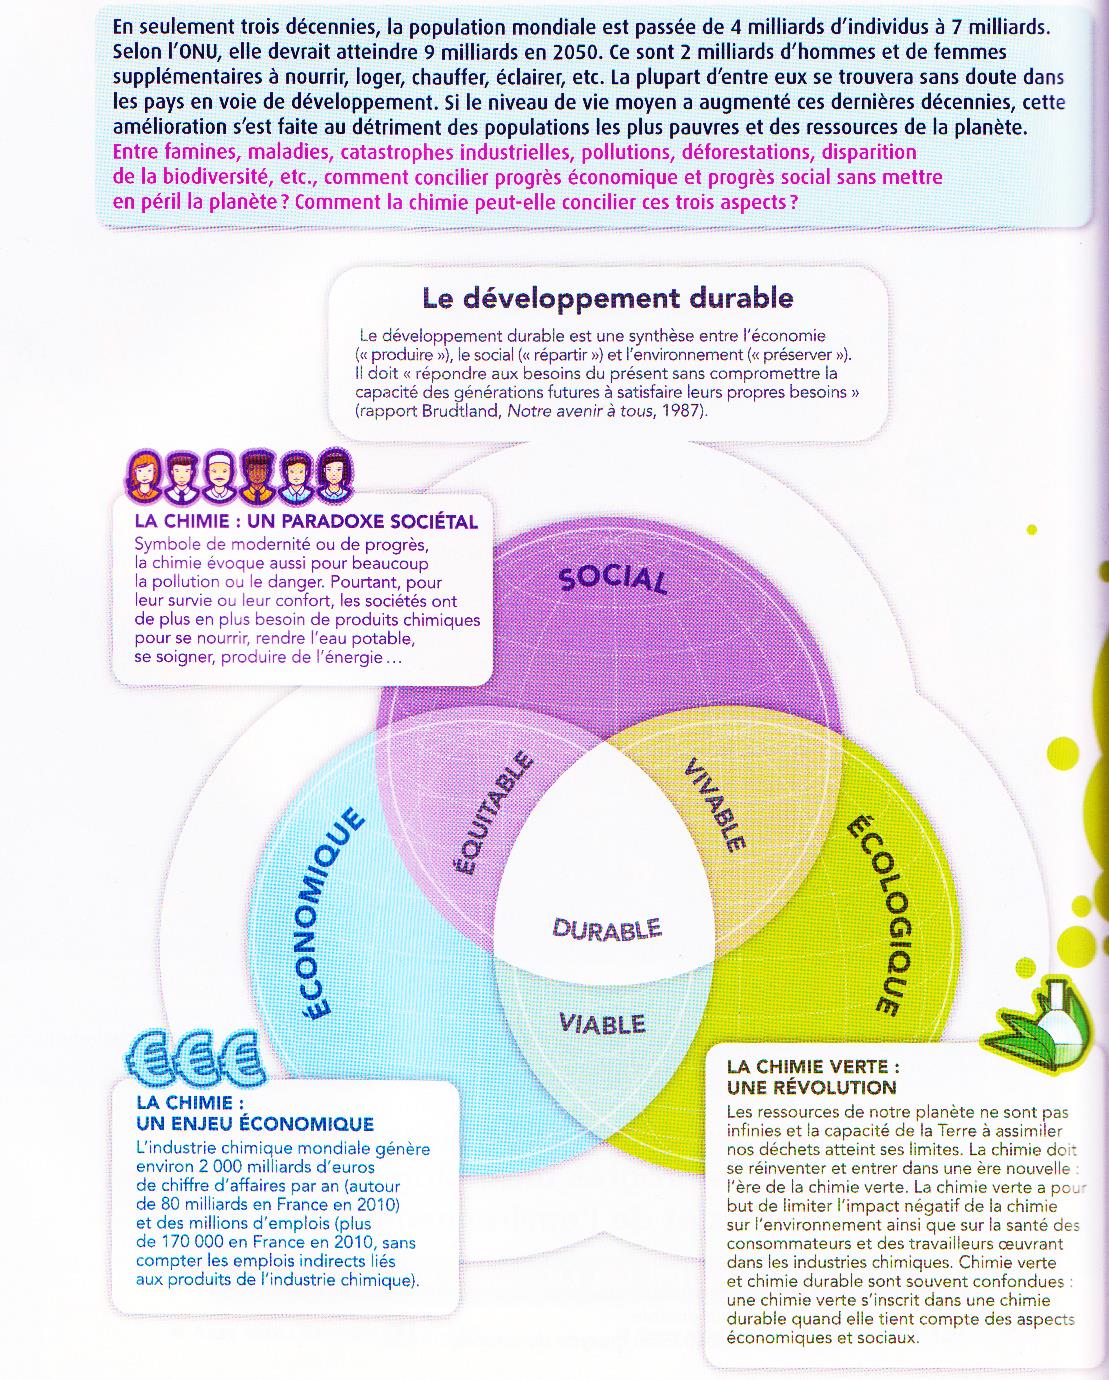 En seulement trois décennies, la population mondiale est passée de 4 milliards d'individus à 7 milliards.
Selon l'ONU, elle devrait atteindre 9 milliards en 2050. Ce sont 2 milliards d'hommes et de femmes
supplémentaires à nourrir, loger, chauffer, éclairer, etc. La plupart d'entre eux se trouvera sans doute dans
les pays en voie de développement. Si le niveau de vie moyen a augmenté ces dernières décennies, cette
amélioration s'est faite au détriment des populations les plus pauvres et des ressources de la planète.
Entre famines, maladies, catastrophes industrielles, pollutions, déforestations, disparition
de la biodiversité, etc., comment concilier progrès économique et progrès social sans mettre
en péril la planète ? Comment la chimie peut-elle concilier ces trois aspects ?
Le développement durable
Le développement durable est une synthèse entre l'économie
(« produire »), le social (« répartir ») et l'environnement (« préserver »).
Il doit « répondre aux besoins du présent sans compromettre la
capacité des générations futures à satisfaire leurs propres besoins »
(rapport Brudtland, Notre avenir à tous, 1987).
LA CHIMIE : UN PARADOXE SOCIÉTAL
Symbole de modernité ou de progrès,
la chimie évoque aussi pour beaucoup
la pollution ou le danger. Pourtant, pour
leur survie ou leur confort, les sociétés ont
de plus en plus besoin de produits chimiques
pour se nourrir, rendre l'eau potable,
se soigner, produire de l'énergie...
SOCIAL
ÉQUITABLE
VIVABLE
ÉCONOMIQUE
ÉCOLOGIQUE
DURABLE
VIABLE
€€€
LA CHIMIE :
UN ENJEU ÉCONOMIQUE
L'industrie chimique mondiale génère
environ 2 000 milliards d'euros
de chiffre d'affaires par an (autour
de 80 milliards en France en 2010)
et des millions d'emplois (plus
de 170 000 en France en 2010, sans
compter les emplois indirects liés
aux produits de l'industrie chimique).
LA CHIMIE VERTE :
UNE RÉVOLUTION
Les ressources de notre planète ne sont pas
infinies et la capacité de la Terre à assimiler
nos déchets atteint ses limites. La chimie doit
se réinventer et entrer dans une ère nouvelle :
l'ère de la chimie verte. La chimie verte a pour
but de limiter l'impact négatif de la chimie
sur l'environnement ainsi que sur la santé des
consommateurs et des travailleurs œuvrant
dans les industries chimiques. Chimie verte
et chimie durable sont souvent confondues :
une chimie verte s'inscrit dans une chimie
durable quand elle tient compte des aspects
économiques et sociaux.